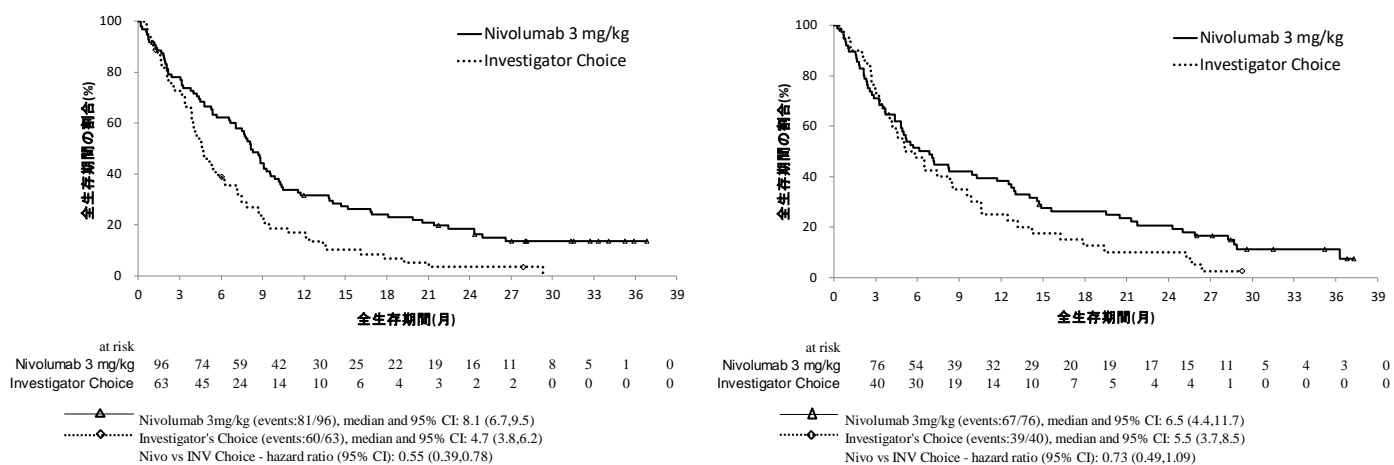 100
80
60
40
20
0
全生存期間の割合(%)
Nivolumab 3 mg/kg
Investigator Choice
0 3 6 9 12 15 18 21 24 27 30 33 36 39
全生存期間(月)
at risk
Nivolumab 3 mg/kg 96 74 59 42 30 25 22 19 16 11 8 5 1 0
Investigator Choice 63 45 24 14 10 6 4 3 2 2 0 0 0 0
Nivolumab 3mg/kg (events:81/96), median and 95% CI: 8.1 (6.7,9.5)
Investigator's Choice (events:60/63), median and 95% CI: 4.7 (3.8,6.2)
Nivo vs INV Choice - hazard ratio (95% CI): 0.55 (0.39,0.78)
100
80
60
40
20
0
全生存期間の割合(%)
Nivolumab 3 mg/kg
Investigator Choice
0 3 6 9 12 15 18 21 24 27 30 33 36 39
全生存期間(月)
at risk
Nivolumab 3 mg/kg 76 54 39 32 29 20 19 17 15 11 5 4 3 0
Investigator Choice 40 30 19 14 10 7 5 4 4 1 0 0 0 0
Nivolumab 3mg/kg (events:67/76), median and 95% CI: 6.5 (4.4,11.7)
Investigator's Choice (events:39/40), median and 95% CI: 5.5 (3.7,8.5)
Nivo vs INV Choice - hazard ratio (95% CI): 0.73 (0.49,1.09)